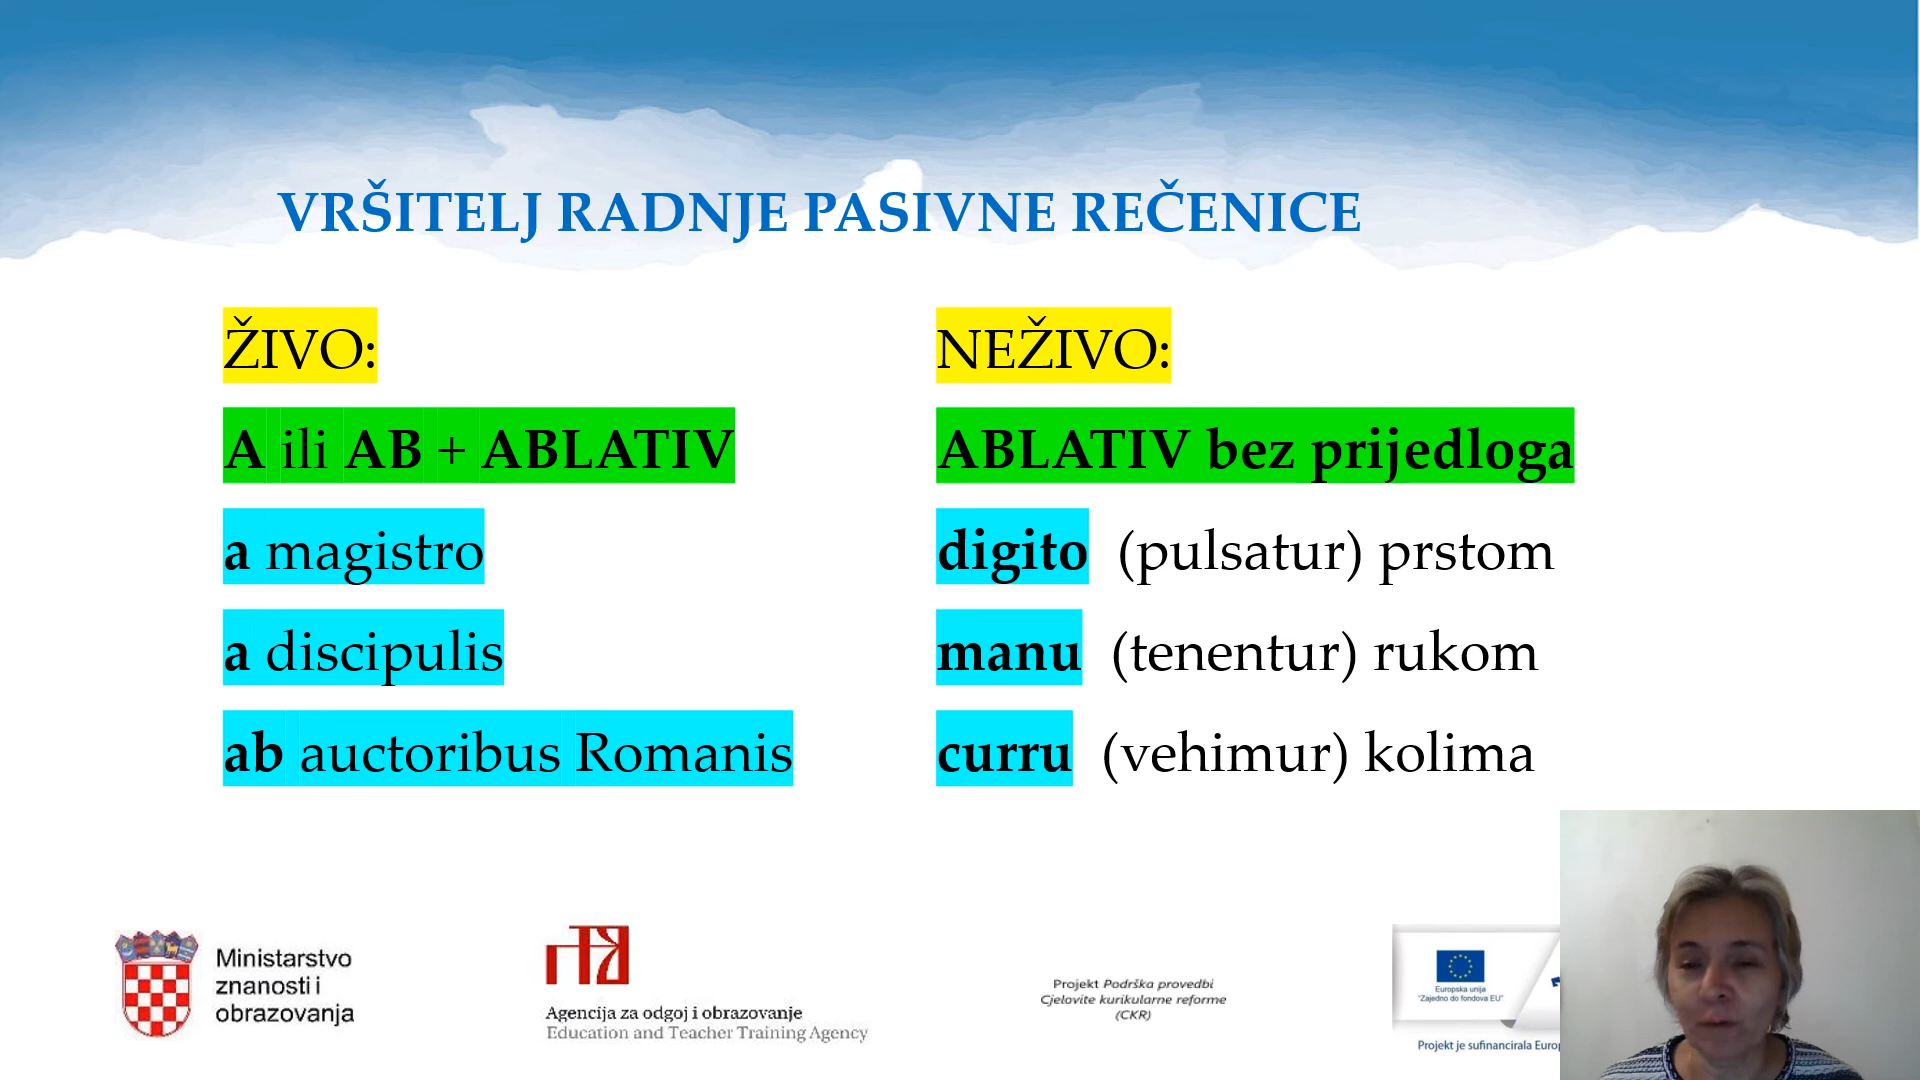 VRŠITELJ RADNJE PASIVNE REČENICE
ŽIVO:
A ili AB + ABLATIV
a magistro
a discipulis
ab auctoribus Romanis
NEŽIVO:
ABLATIV bez prijedloga
digito (pulsatur) prstom
manu (tenentur) rukom
curru (vehimur) kolima
Ministarstvo
znanosti i
obrazovanja
Agencija za odgoj i obrazovanje
Education and Teacher Training Agency
Projekt Podrška provedbi
Cjelovite kurikularne reforme
(CKR)
Europska unija
"Zajedno do fondova EU"
Projekt je sufinancirala